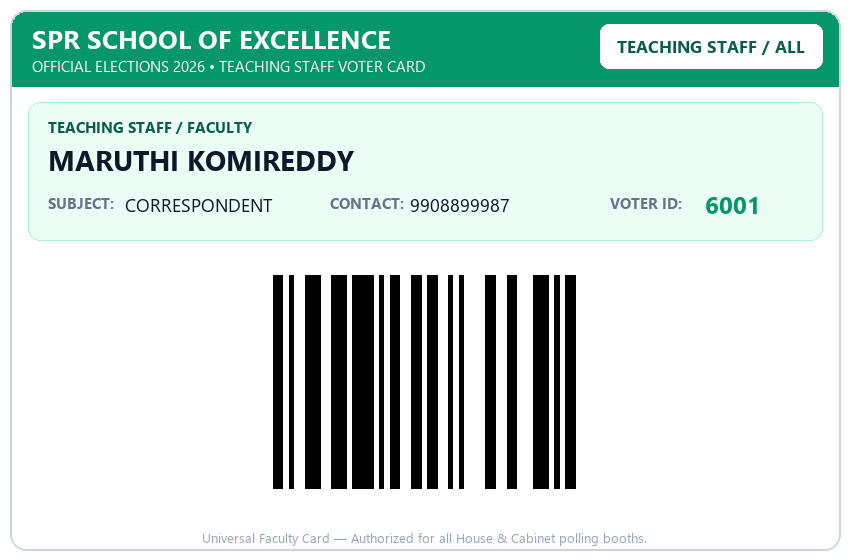 SPR SCHOOL OF EXCELLENCE
OFFICIAL ELECTIONS 2026 • TEACHING STAFF VOTER CARD
TEACHING STAFF / ALL
TEACHING STAFF / FACULTY
MARUTHI KOMIREDDY
SUBJECT: CORRESPONDENT CONTACT: 9908899987 VOTER ID: 6001
Universal Faculty Card — Authorized for all House & Cabinet polling booths.